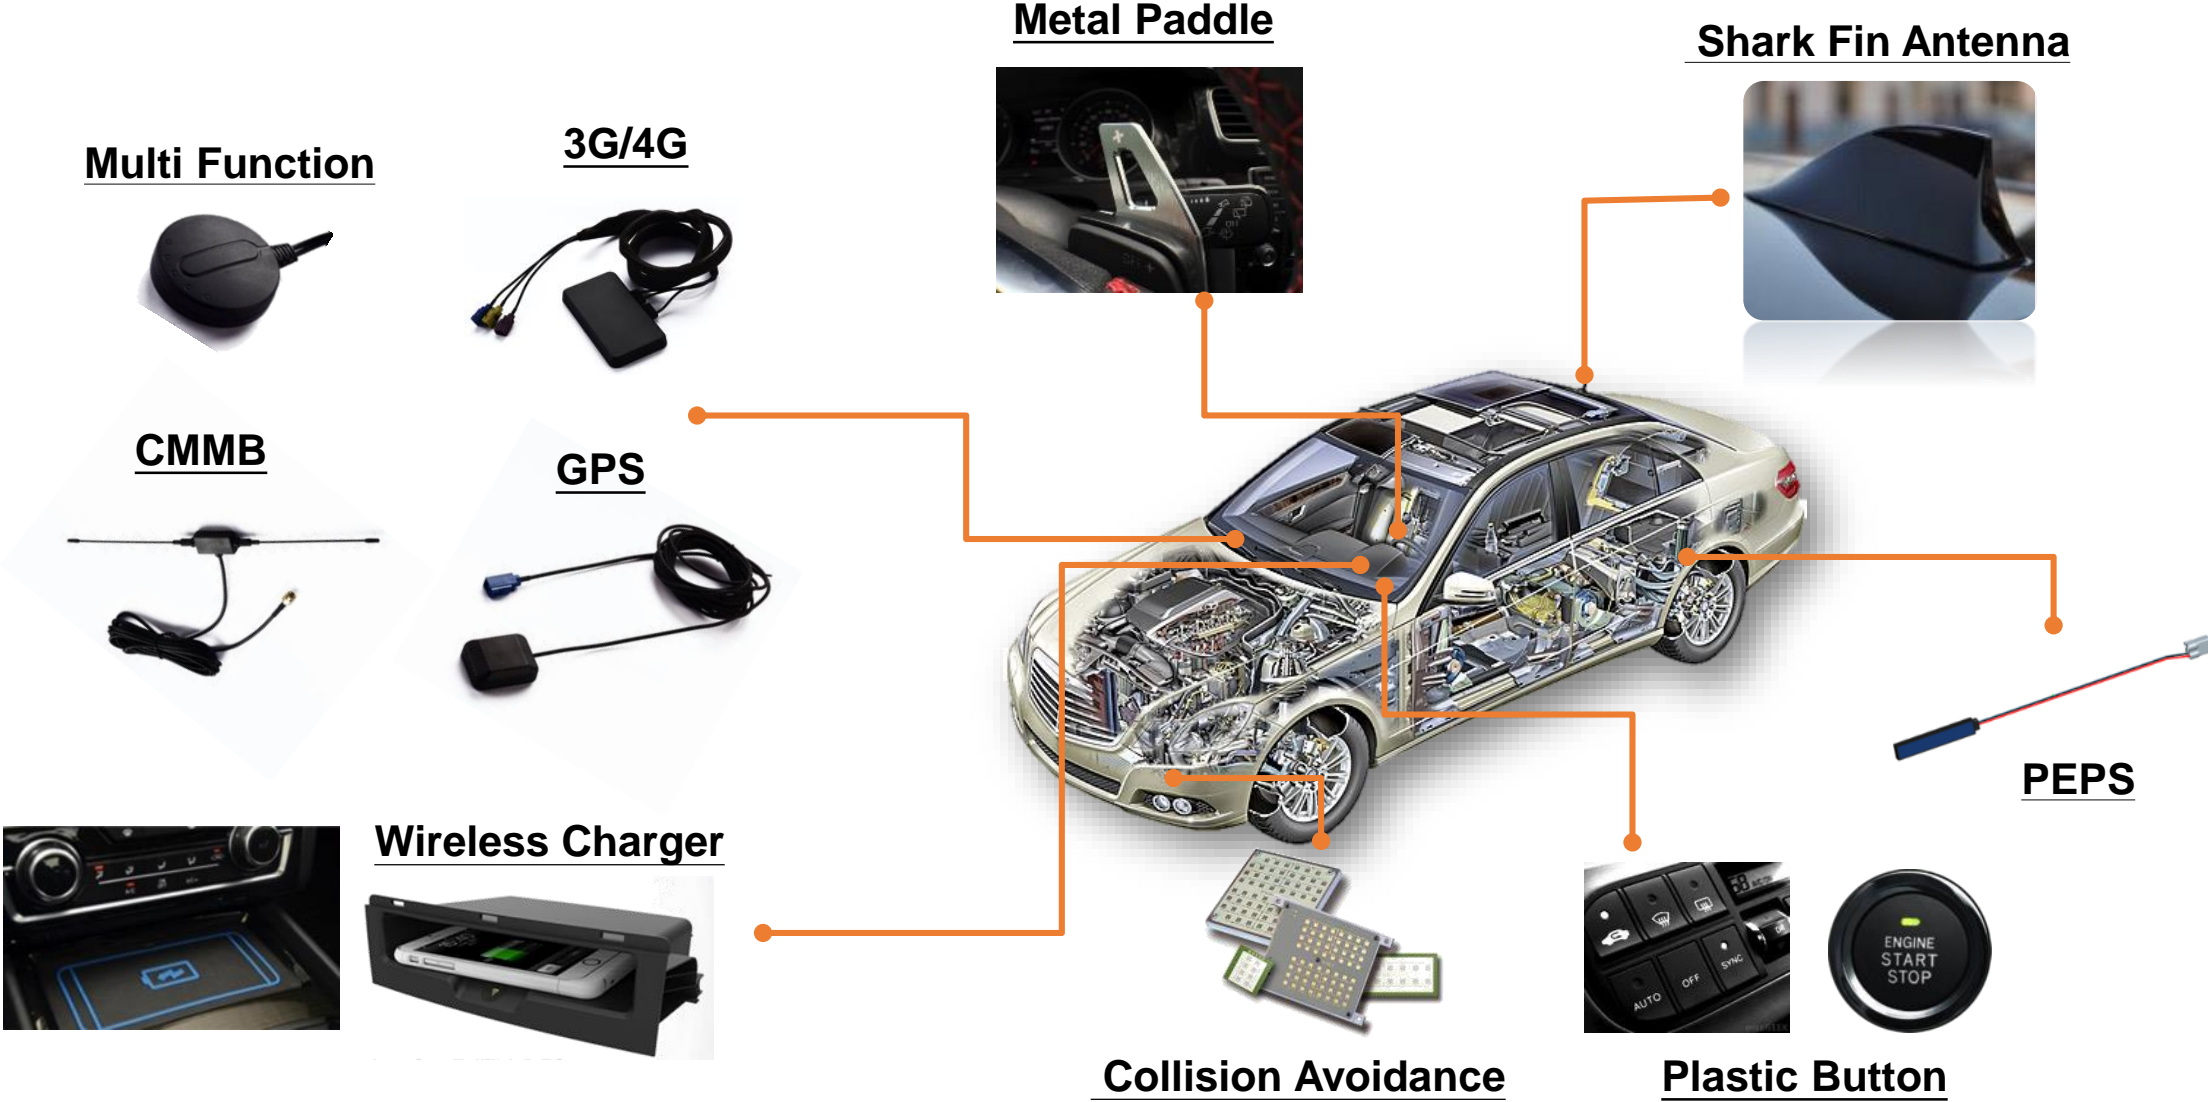 Metal Paddle
Shark Fin Antenna
Multi Function
3G/4G
CMMB
GPS
PEPS
Wireless Charger
AUTO
OFF
SYNC
ENGINE
START
STOP
Collision Avoidance
Plastic Button